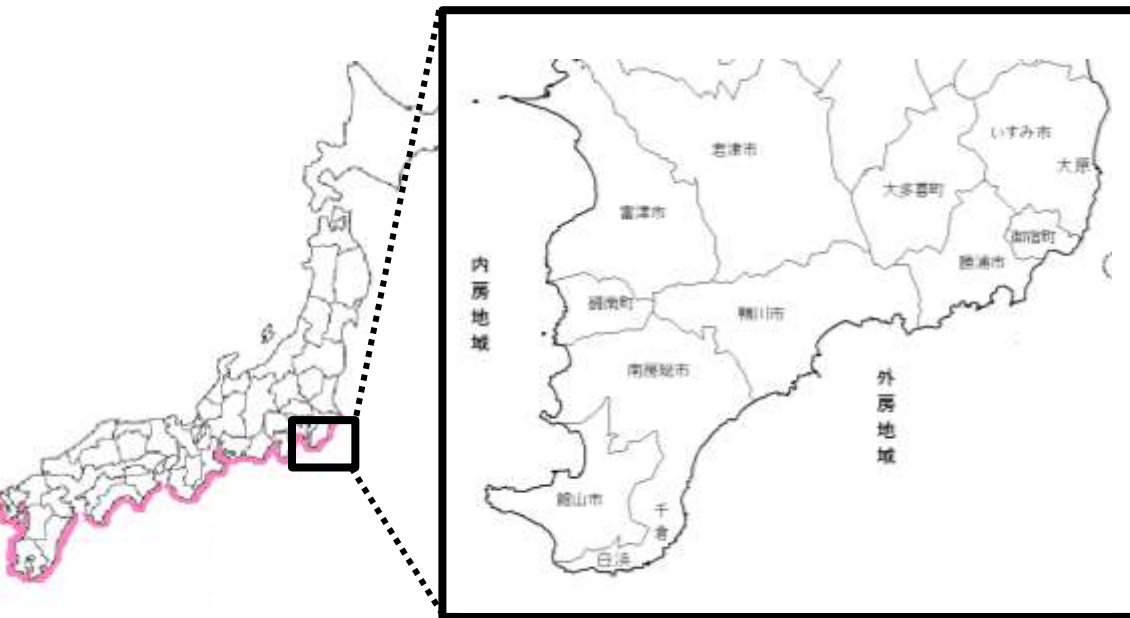 君津市
いすみ市
大原
大多喜町
富津市
御宿町
勝浦市
内房地域
鋸南町
鴨川市
南房総市
外房地域
館山市
千倉
白浜